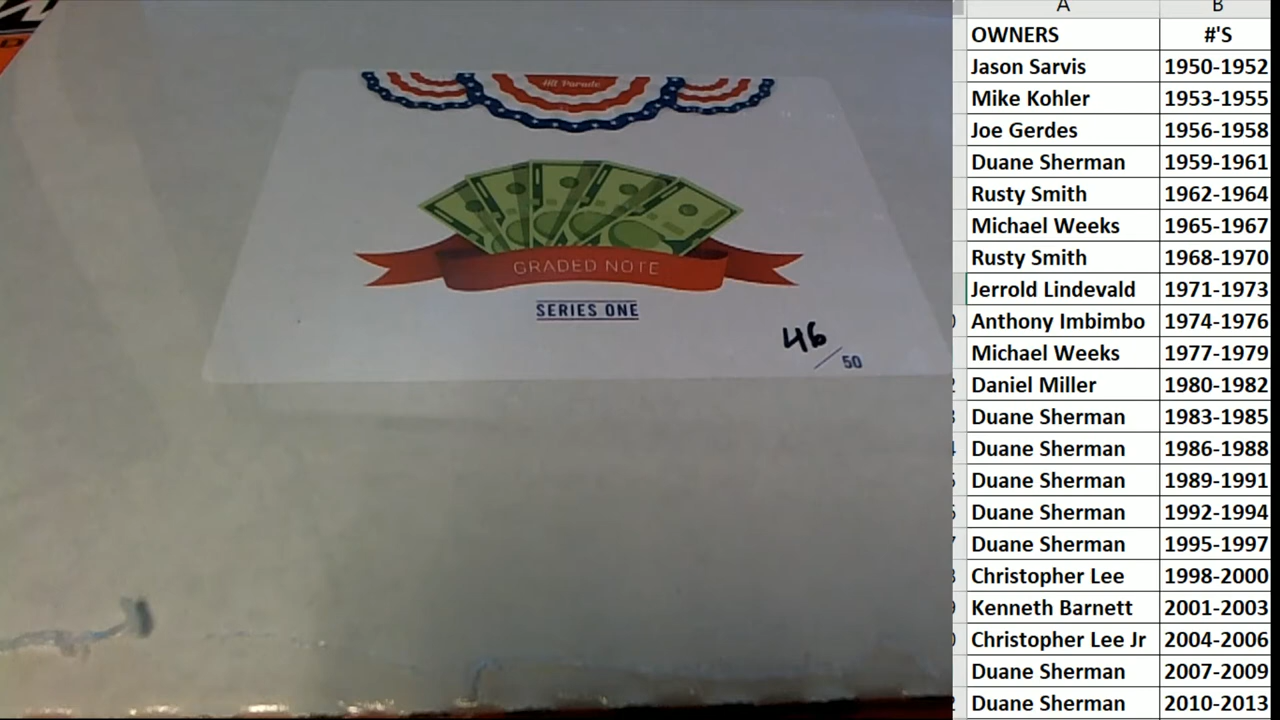 Hit Parade
GRADED NOTE
SERIES ONE
46/50
A B
OWNERS #'S
Jason Sarvis 1950-1952
Mike Kohler 1953-1955
Joe Gerdes 1956-1958
Duane Sherman 1959-1961
Rusty Smith 1962-1964
Michael Weeks 1965-1967
Rusty Smith 1968-1970
Jerrold Lindevald 1971-1973
Anthony Imbimbo 1974-1976
Michael Weeks 1977-1979
Daniel Miller 1980-1982
Duane Sherman 1983-1985
Duane Sherman 1986-1988
Duane Sherman 1989-1991
Duane Sherman 1992-1994
Duane Sherman 1995-1997
Christopher Lee 1998-2000
Kenneth Barnett 2001-2003
Christopher Lee Jr 2004-2006
Duane Sherman 2007-2009
Duane Sherman 2010-2013